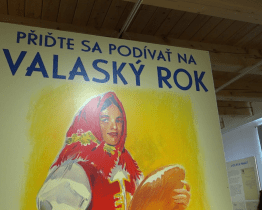 PŘIĎTE SA PODÍVAŤ NA
VALASKÝ ROK